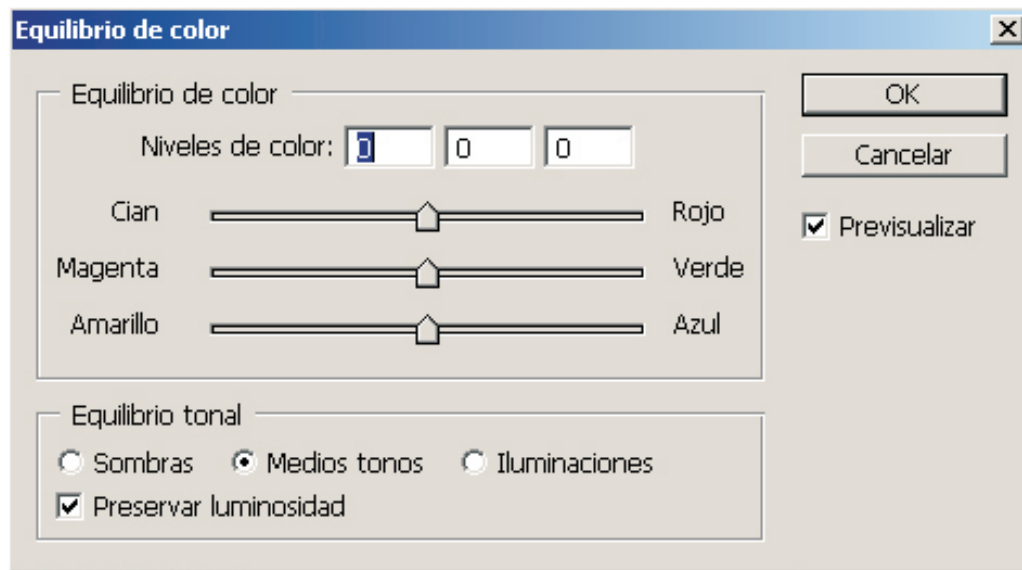 Equilibrio de color
Equilibrio de color
OK
Niveles de color: 0 0 0
Cancelar
Cian Rojo
Previsualizar
Magenta Verde
Amarillo Azul
Equilibrio tonal
Sombras Medios tonos Iluminaciones
Preservar luminosidad